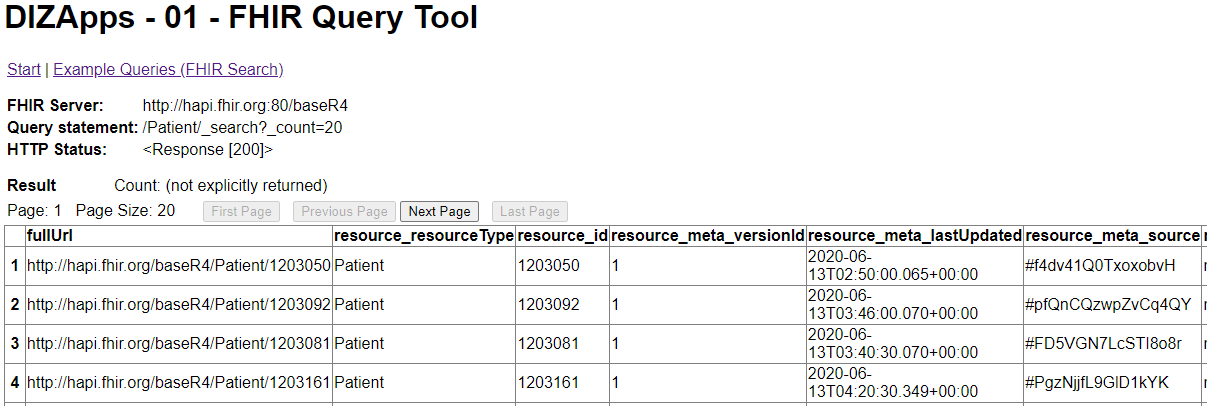 DIZApps - 01 - FHIR Query Tool
Start | Example Queries (FHIR Search)
FHIR Server: http://hapi.fhir.org:80/baseR4
Query statement: /Patient/_search?_count=20
HTTP Status: <Response [200]>
Result Count: (not explicitly returned)
Page: 1 Page Size: 20 First Page Previous Page Next Page Last Page
fullUrl resource_resourceType resource_id resource_meta_versionId resource_meta_lastUpdated resource_meta_source
1 http://hapi.fhir.org/baseR4/Patient/1203050 Patient 1203050 1 2020-06-13T02:50:00.065+00:00 #f4dv41Q0TxoxobvH
2 http://hapi.fhir.org/baseR4/Patient/1203092 Patient 1203092 1 2020-06-13T03:46:00.070+00:00 #pfQnCQzwpZvCq4QY
3 http://hapi.fhir.org/baseR4/Patient/1203081 Patient 1203081 1 2020-06-13T03:40:30.070+00:00 #FD5VGN7LcSTI8o8r
4 http://hapi.fhir.org/baseR4/Patient/1203161 Patient 1203161 1 2020-06-13T04:20:30.349+00:00 #PgzNjjfL9GlD1kYK